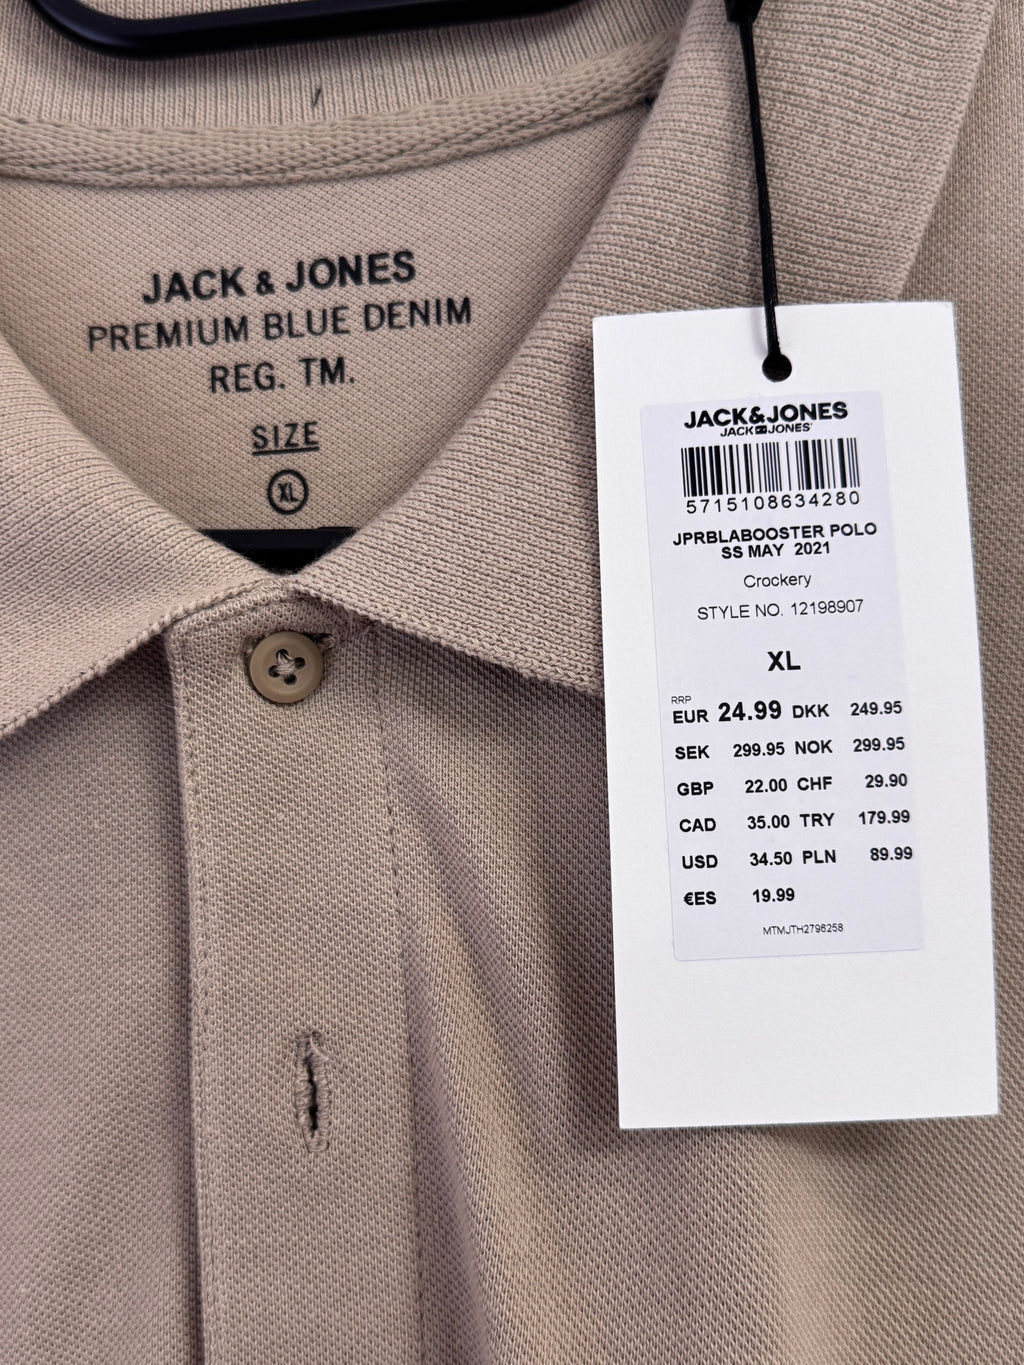 JACK & JONES
PREMIUM BLUE DENIM
REG. TM.
SIZE
XL
JACK&JONES
JACK JONES
5715108634280
JPRBLABOOSTER POLO
SS MAY 2021
Crockery
STYLE NO. 12198907
XL
RRP
EUR 24.99 DKK 249.95
SEK 299.95 NOK 299.95
GBP 22.00 CHF 29.90
CAD 35.00 TRY 179.99
USD 34.50 PLN 89.99
€ES 19.99
MTMJTH2796258